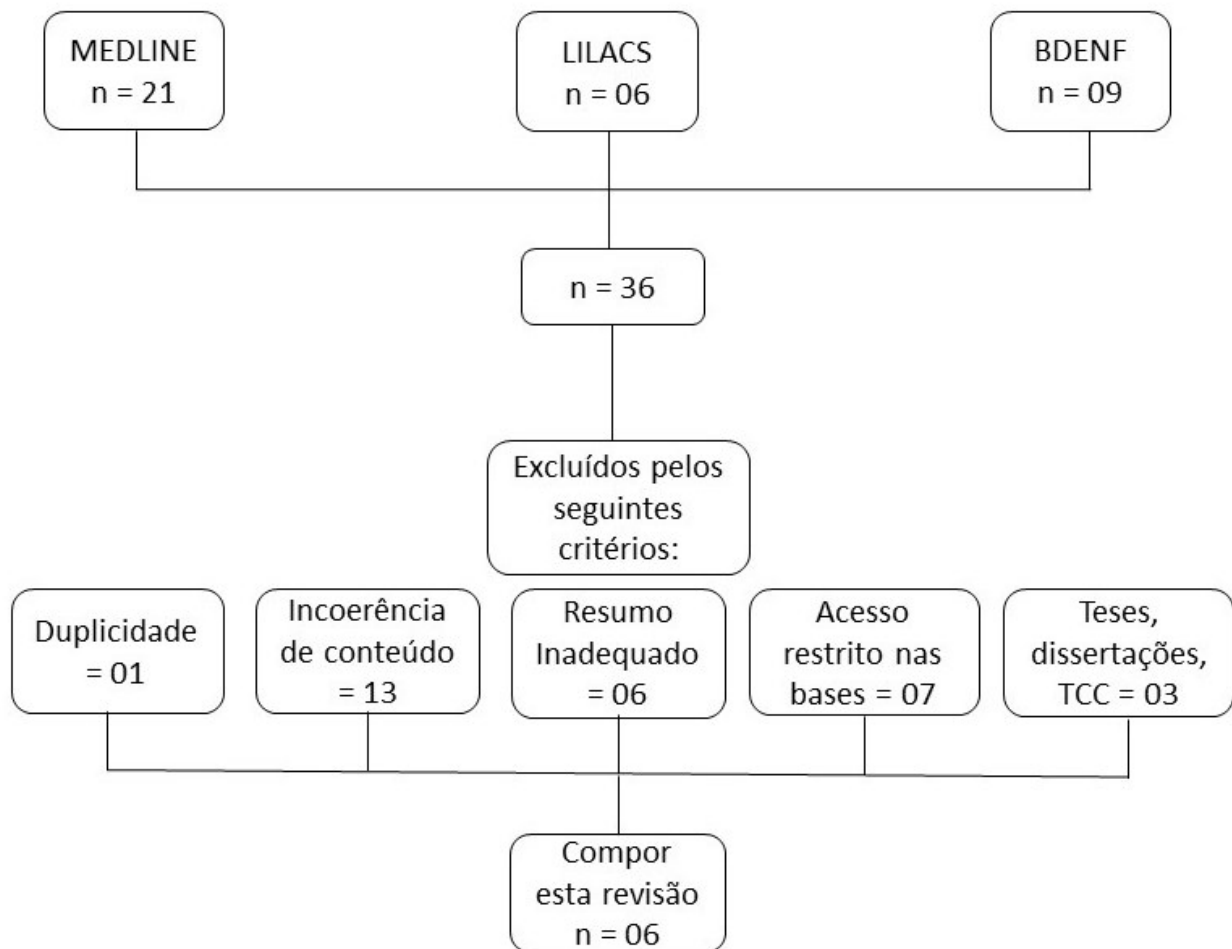 MEDLINE
n = 21
LILACS
n = 06
BDENF
n = 09
n = 36
Excluídos pelos
seguintes
critérios:
Duplicidade
= 01
Incoerência
de conteúdo
= 13
Resumo
Inadequado
= 06
Acesso
restrito nas
bases = 07
Teses,
dissertações,
TCC = 03
Compor
esta revisão
n = 06